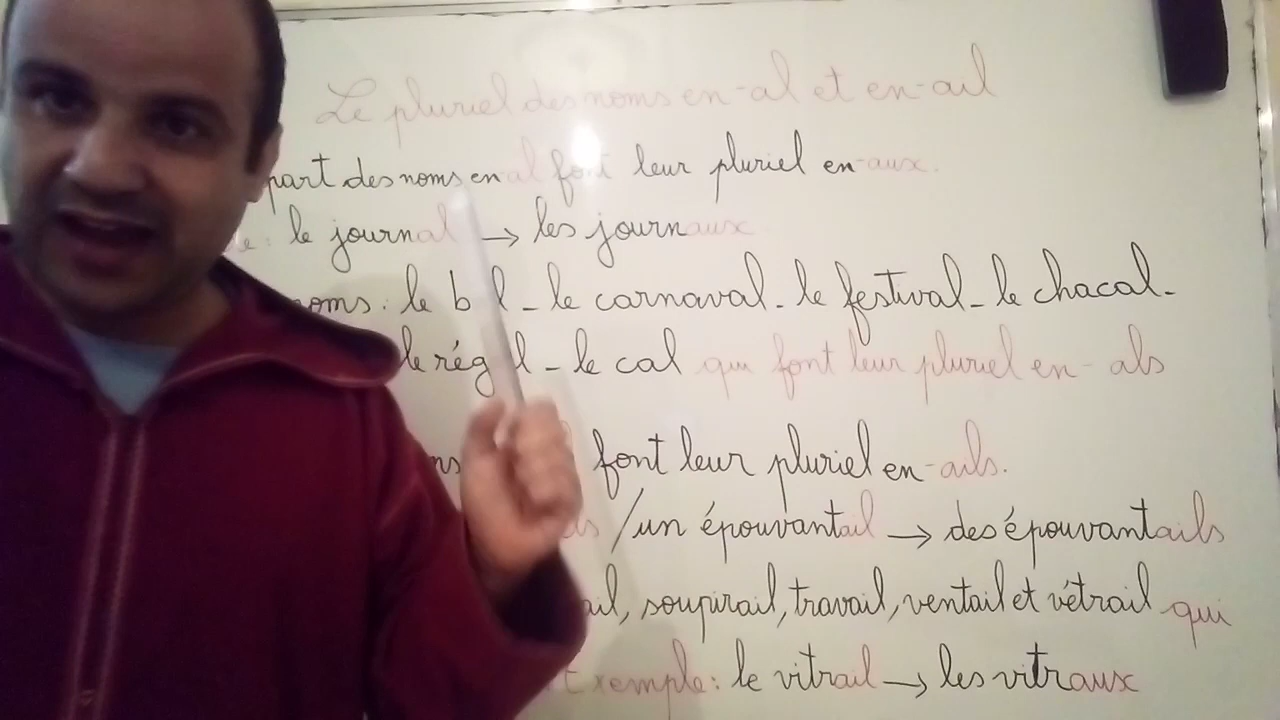 Le pluriel des noms en -al et en -ail
part des noms en al font leur pluriel en -aux.
le journal → les journaux
noms: le b l - le carnaval - le festival - le chacal -
le rég l - le cal qui font leur pluriel en - als
font leur pluriel en -ails.
/un épouvantail → des épouvantails
ail, soupirail, travail, ventail et vétrail qui
exemple: le vitrail → les vitraux